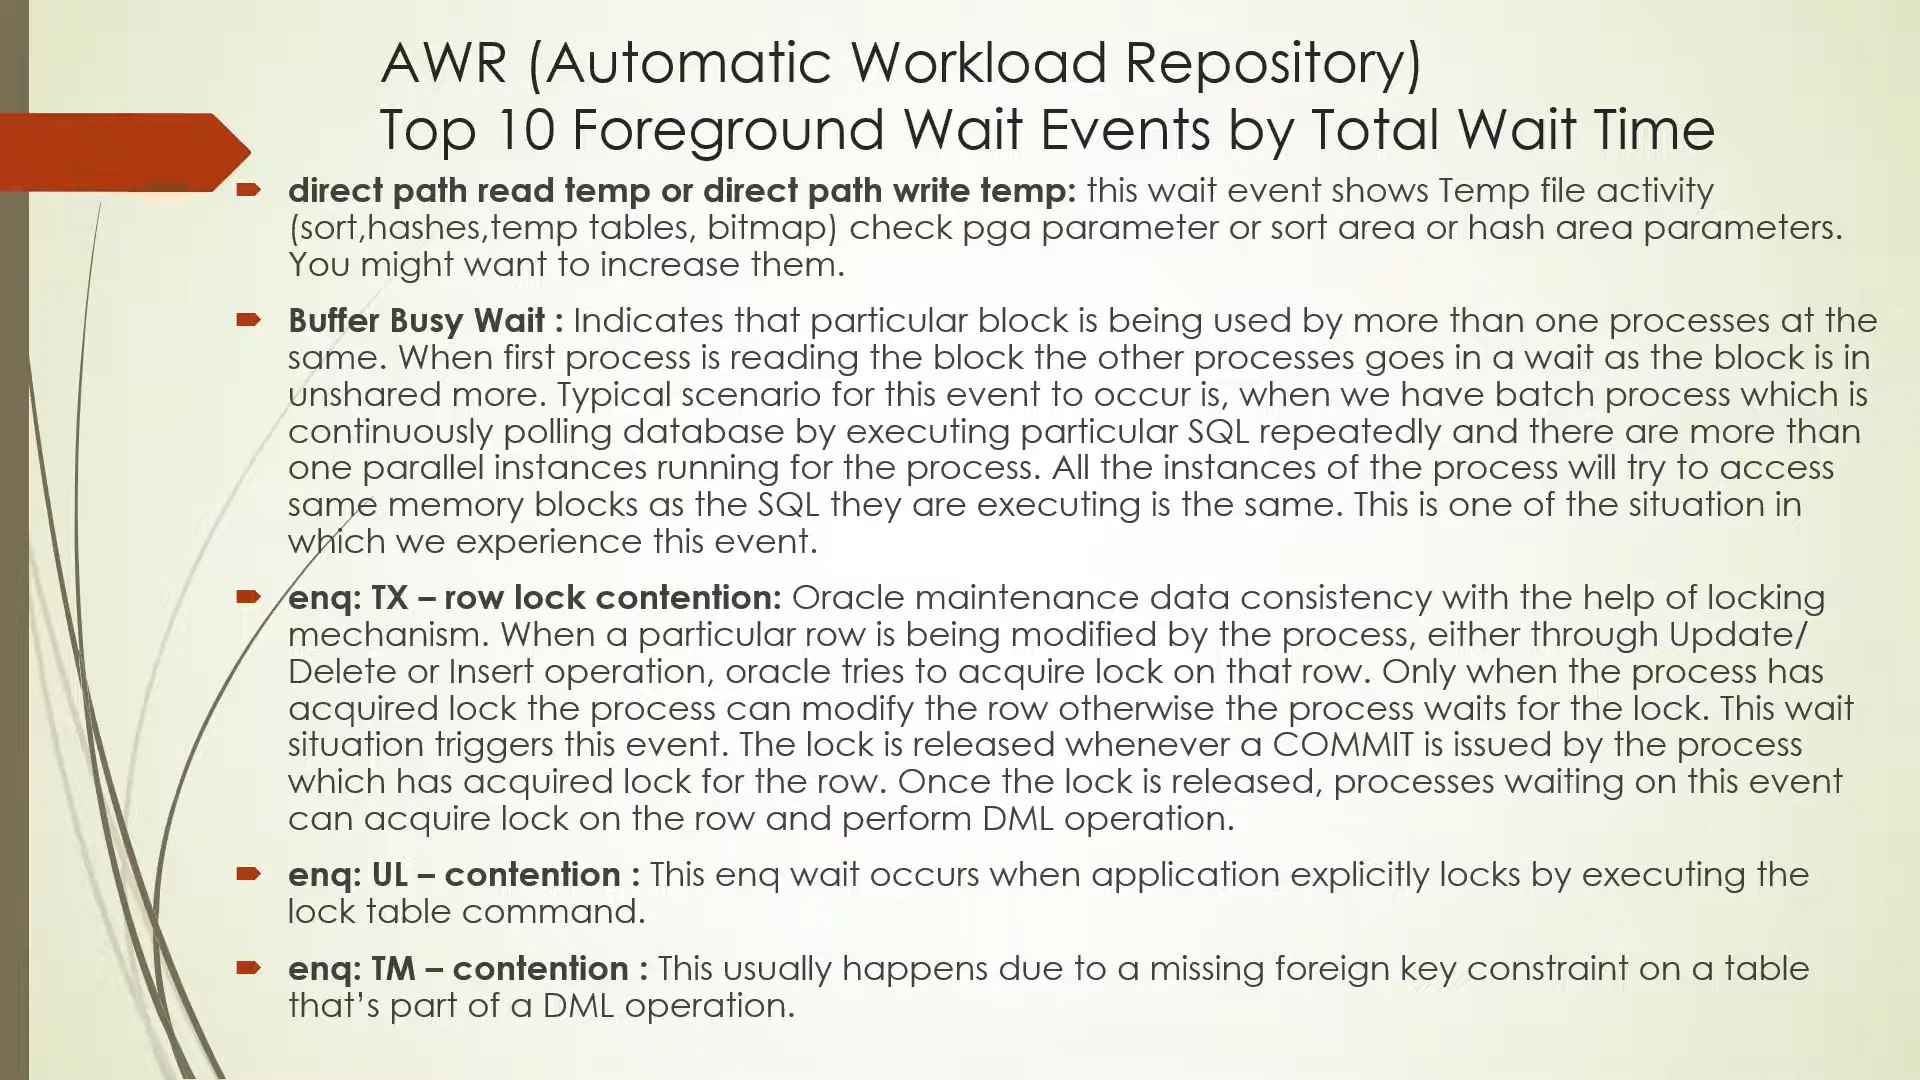 AWR (Automatic Workload Repository)
Top 10 Foreground Wait Events by Total Wait Time
direct path read temp or direct path write temp: this wait event shows Temp file activity
(sort,hashes,temp tables, bitmap) check pga parameter or sort area or hash area parameters.
You might want to increase them.
Buffer Busy Wait : Indicates that particular block is being used by more than one processes at the
same. When first process is reading the block the other processes goes in a wait as the block is in
unshared more. Typical scenario for this event to occur is, when we have batch process which is
continuously polling database by executing particular SQL repeatedly and there are more than
one parallel instances running for the process. All the instances of the process will try to access
same memory blocks as the SQL they are executing is the same. This is one of the situation in
which we experience this event.
enq: TX – row lock contention: Oracle maintenance data consistency with the help of locking
mechanism. When a particular row is being modified by the process, either through Update/
Delete or Insert operation, oracle tries to acquire lock on that row. Only when the process has
acquired lock the process can modify the row otherwise the process waits for the lock. This wait
situation triggers this event. The lock is released whenever a COMMIT is issued by the process
which has acquired lock for the row. Once the lock is released, processes waiting on this event
can acquire lock on the row and perform DML operation.
enq: UL – contention : This enq wait occurs when application explicitly locks by executing the
lock table command.
enq: TM – contention : This usually happens due to a missing foreign key constraint on a table
that’s part of a DML operation.